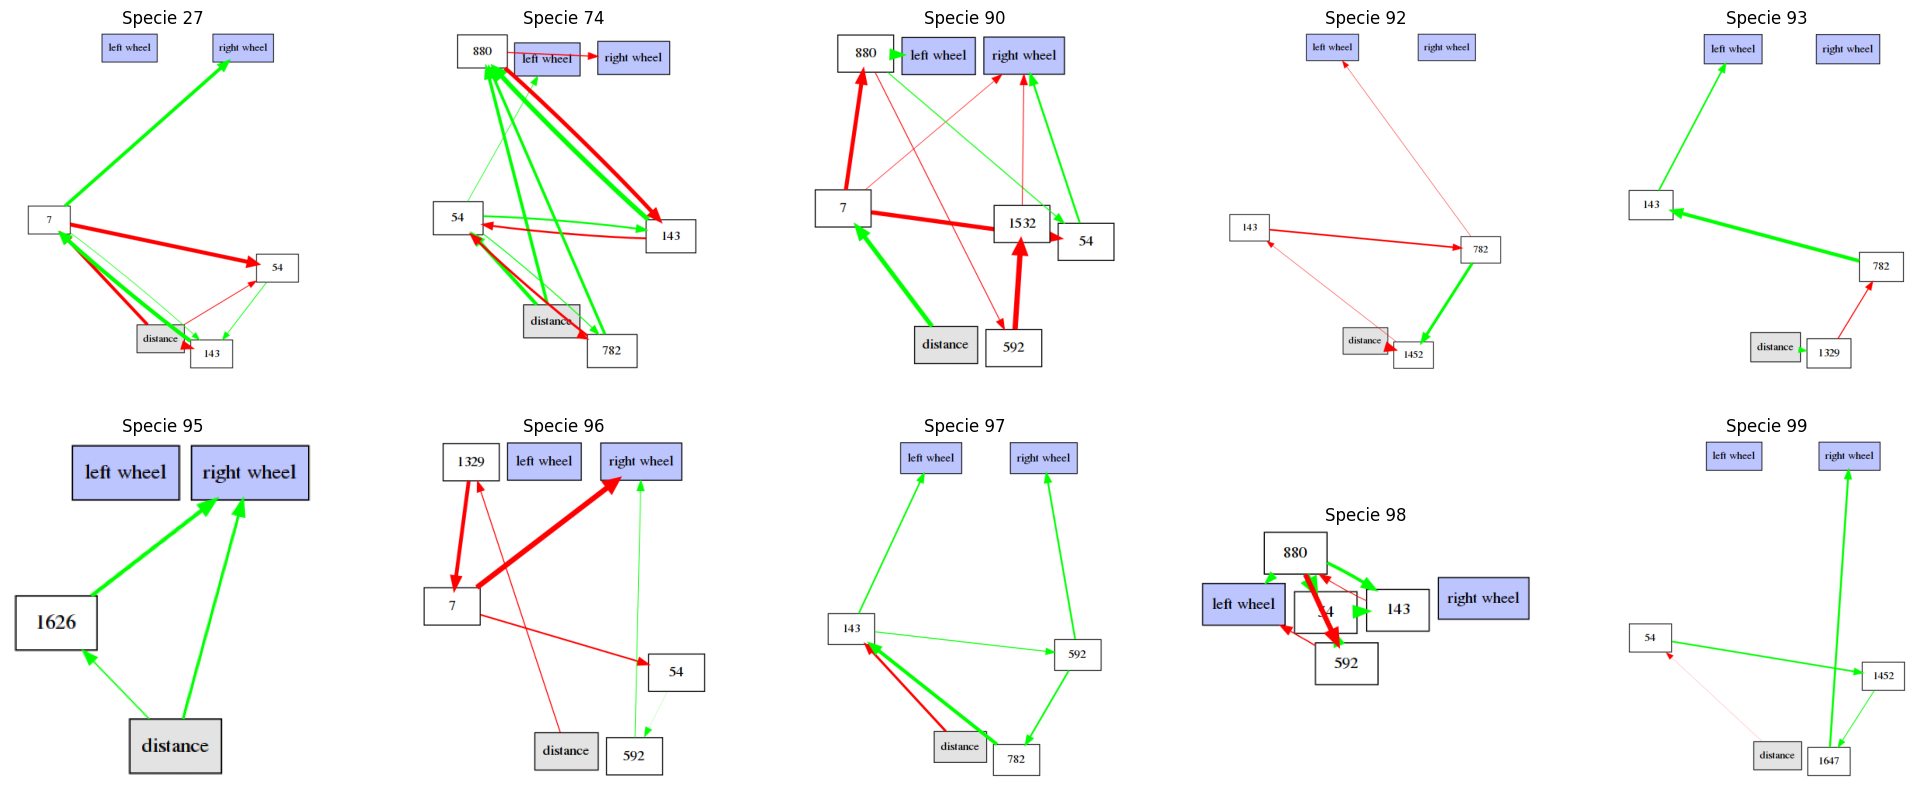 Specie 27
left wheel
right wheel
7
54
distance
143
Specie 74
880
left wheel
right wheel
54
143
distance
782
Specie 90
880
left wheel
right wheel
7
1532
54
distance
592
Specie 92
left wheel
right wheel
143
782
distance
1452
Specie 93
left wheel
right wheel
143
782
distance
1329
Specie 95
left wheel
right wheel
1626
distance
Specie 96
1329
left wheel
right wheel
7
54
distance
592
Specie 97
left wheel
right wheel
143
592
distance
782
Specie 98
880
left wheel
54
143
right wheel
592
Specie 99
left wheel
right wheel
54
1452
distance
1647